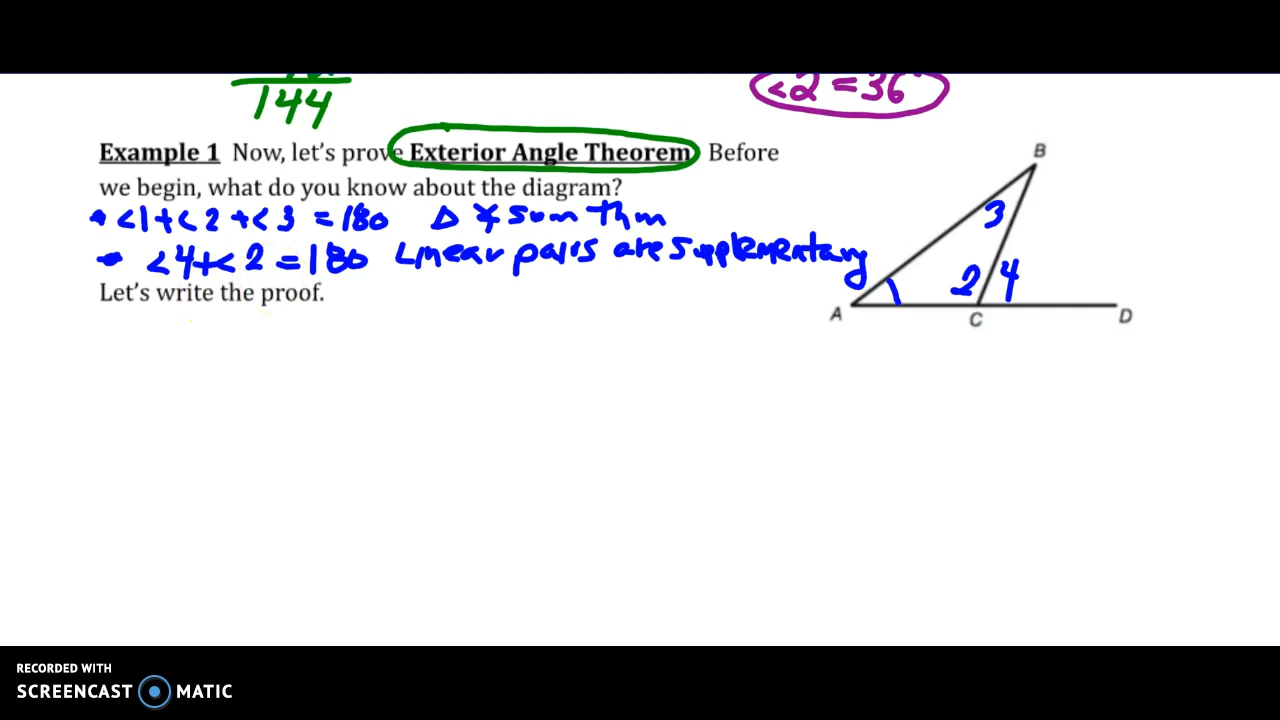 144
<2 = 36°
Example 1 Now, let's prove Exterior Angle Theorem Before
we begin, what do you know about the diagram?
<1 + <2 + <3 = 180 Δ ∡ sum thm
<4 + <2 = 180 Linear pairs are supplementary
Let's write the proof.
B
3
2 4
1
A C D
RECORDED WITH
SCREENCAST MATIC